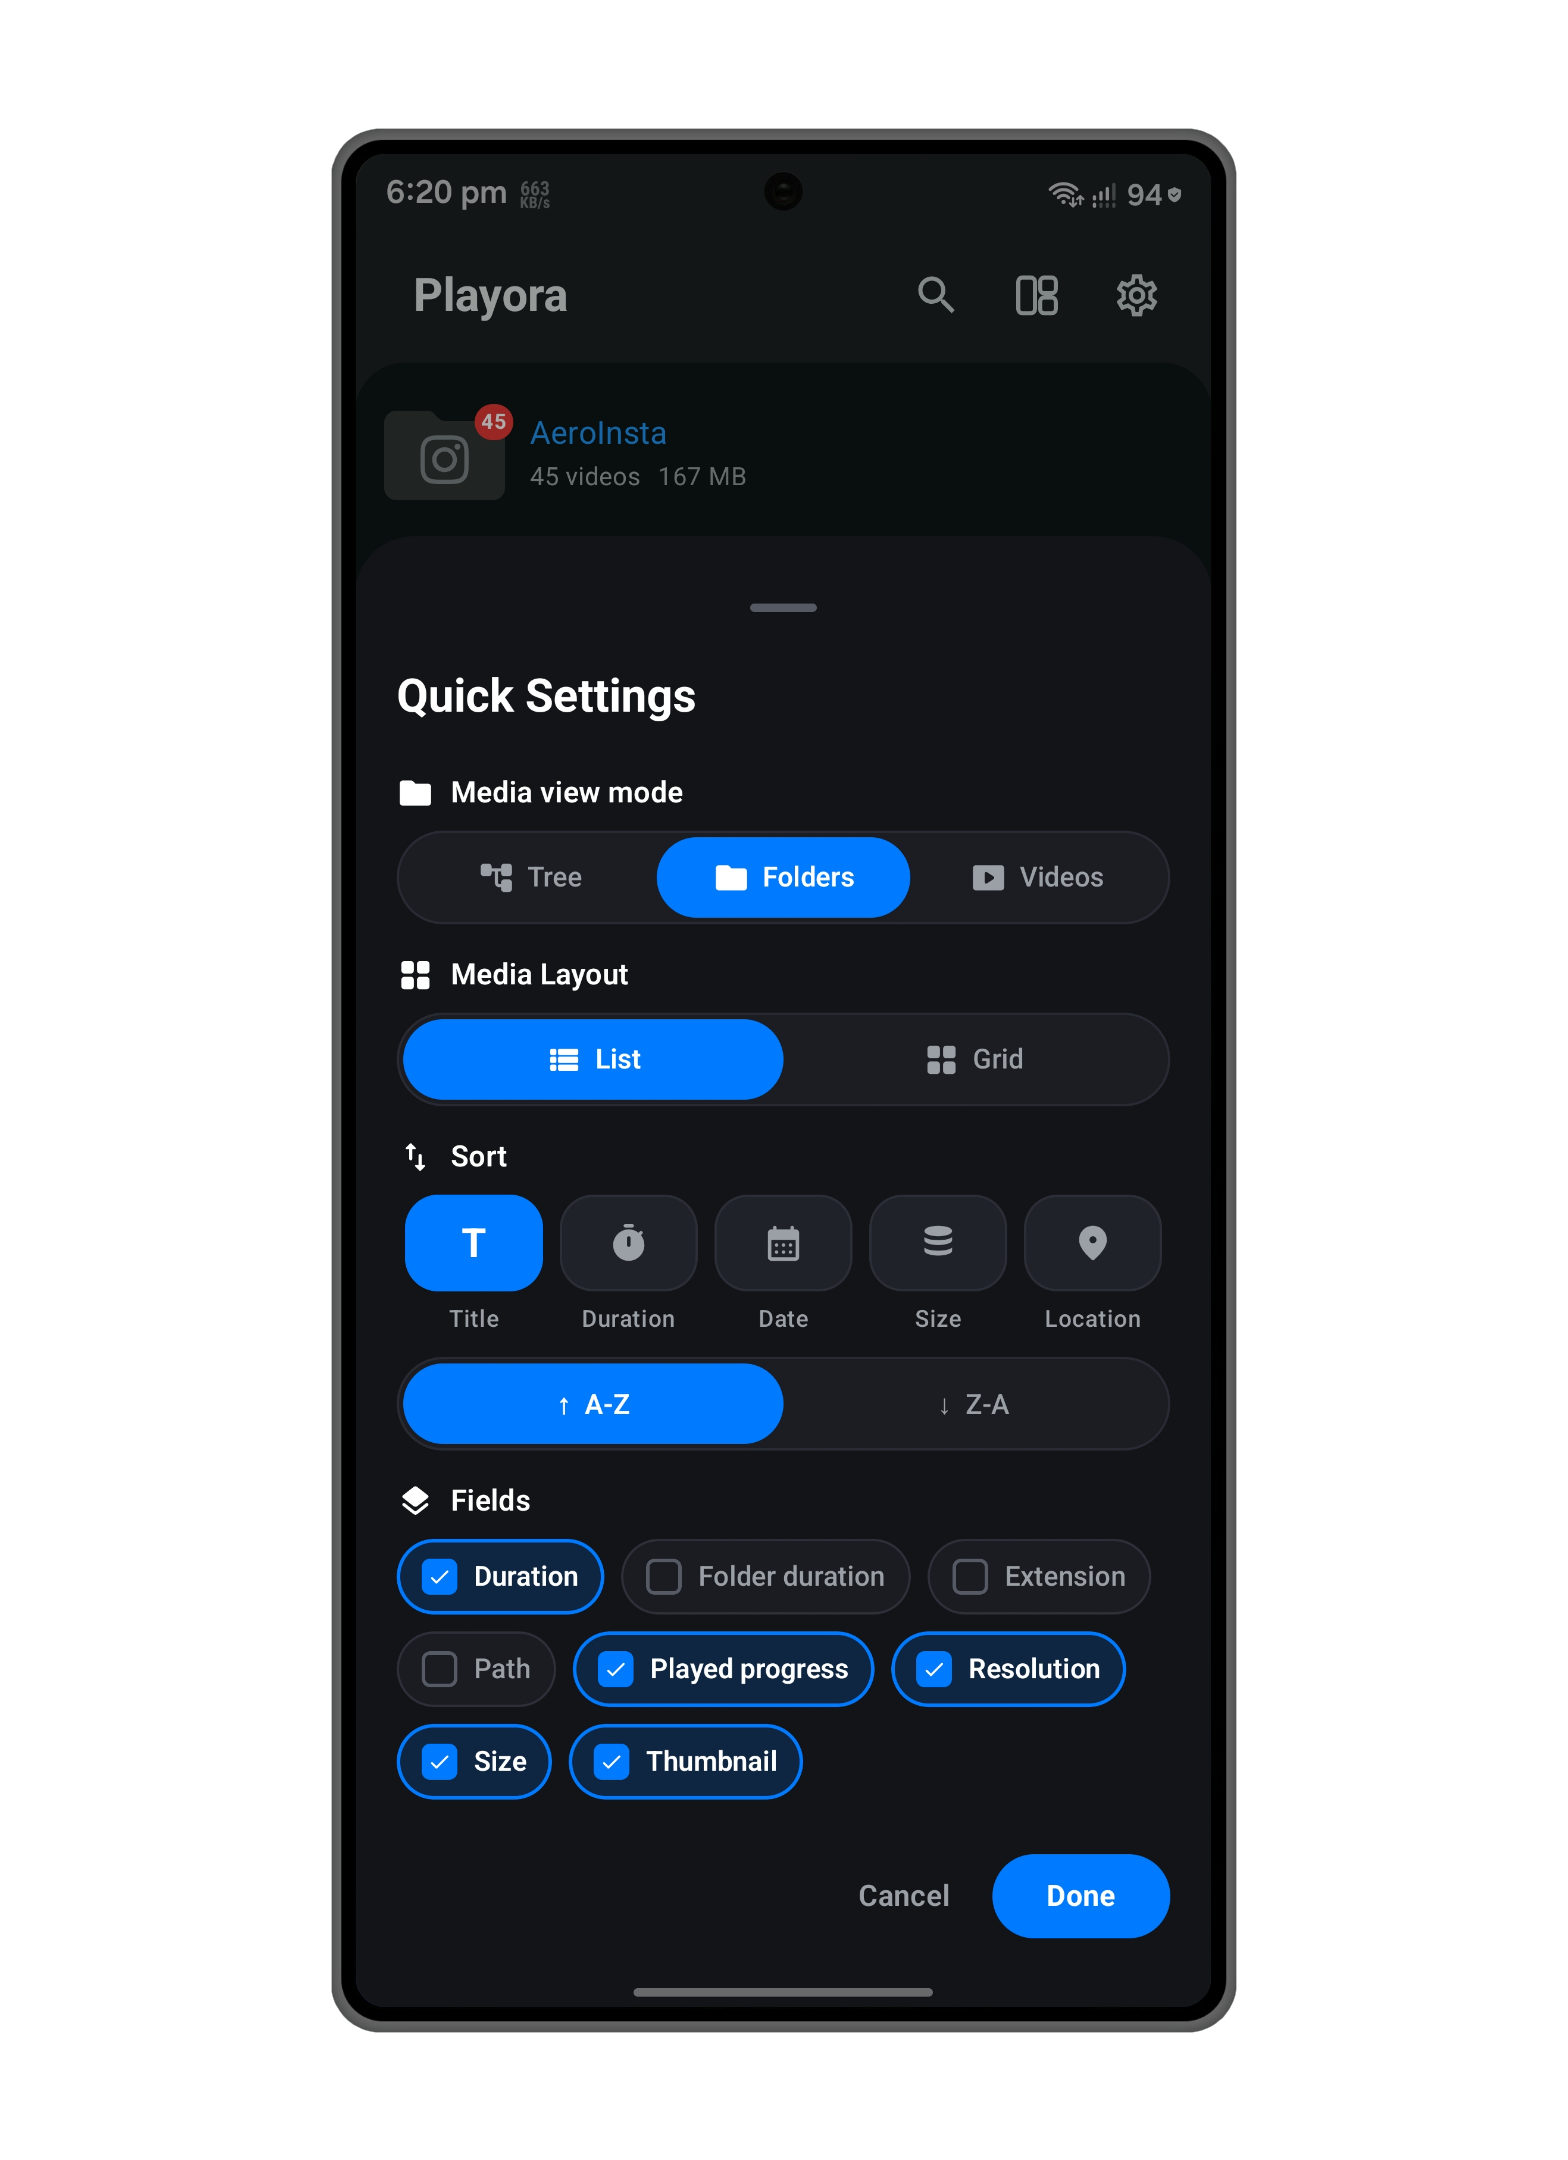 6:20 pm 663 KB/s 94
Playora
45
AeroInsta
45 videos 167 MB
Quick Settings
Media view mode
Tree Folders Videos
Media Layout
List Grid
Sort
T
Title Duration Date Size Location
↑ A-Z ↓ Z-A
Fields
Duration Folder duration Extension
Path Played progress Resolution
Size Thumbnail
Cancel Done